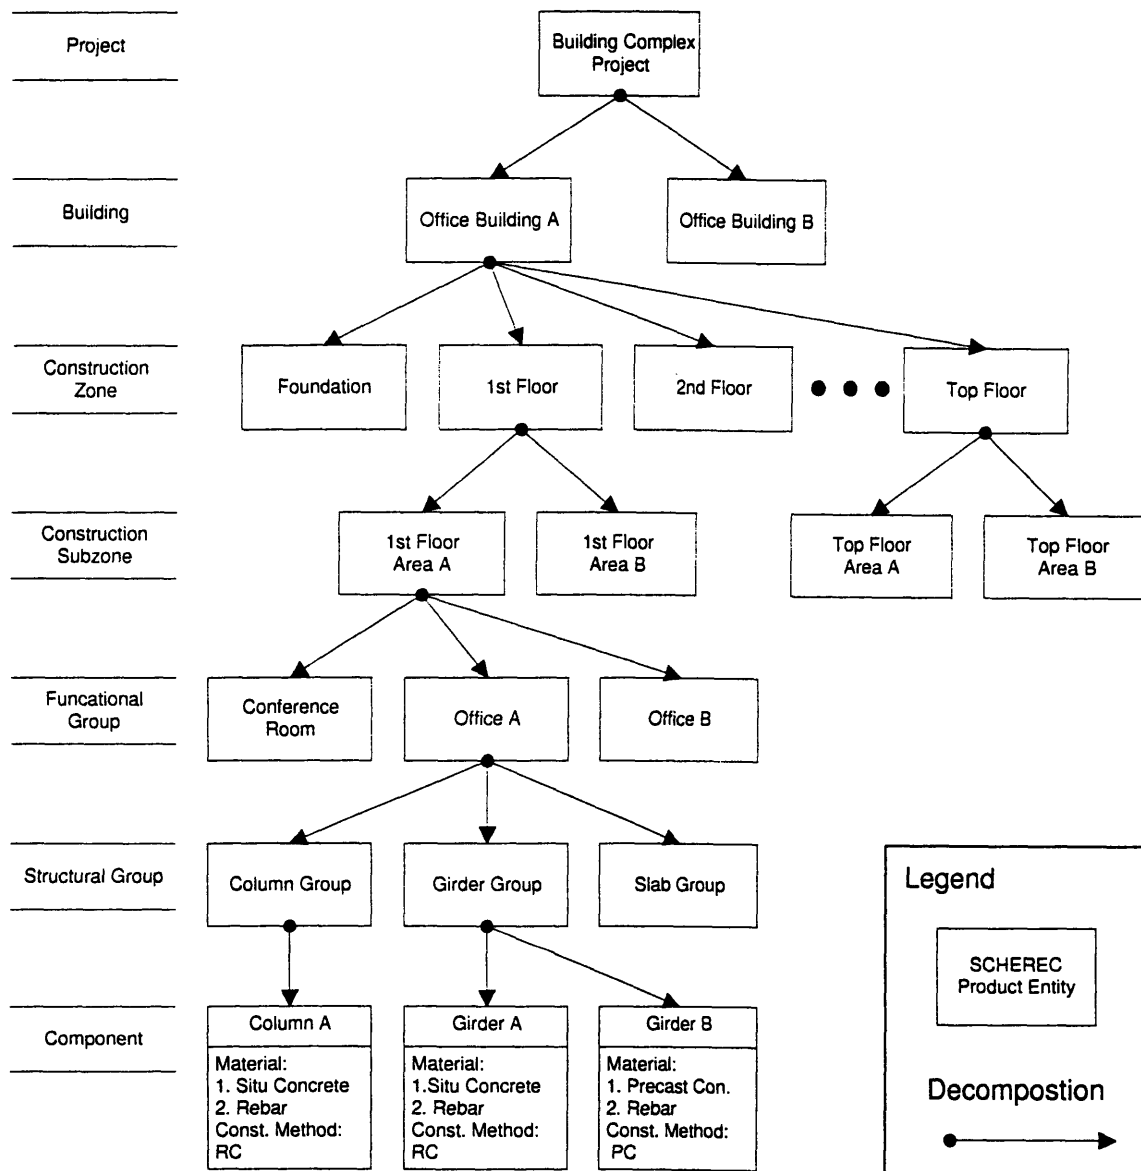 Project
Building Complex
Project
Building
Office Building A
Office Building B
Construction
Zone
Foundation
1st Floor
2nd Floor
Top Floor
Construction
Subzone
1st Floor
Area A
1st Floor
Area B
Top Floor
Area A
Top Floor
Area B
Funcational
Group
Conference
Room
Office A
Office B
Structural Group
Column Group
Girder Group
Slab Group
Component
Column A
Material:
1. Situ Concrete
2. Rebar
Const. Method:
RC
Girder A
Material:
1.Situ Concrete
2. Rebar
Const. Method:
RC
Girder B
Material:
1. Precast Con.
2. Rebar
Const. Method:
PC
Legend
SCHEREC
Product Entity
Decompostion